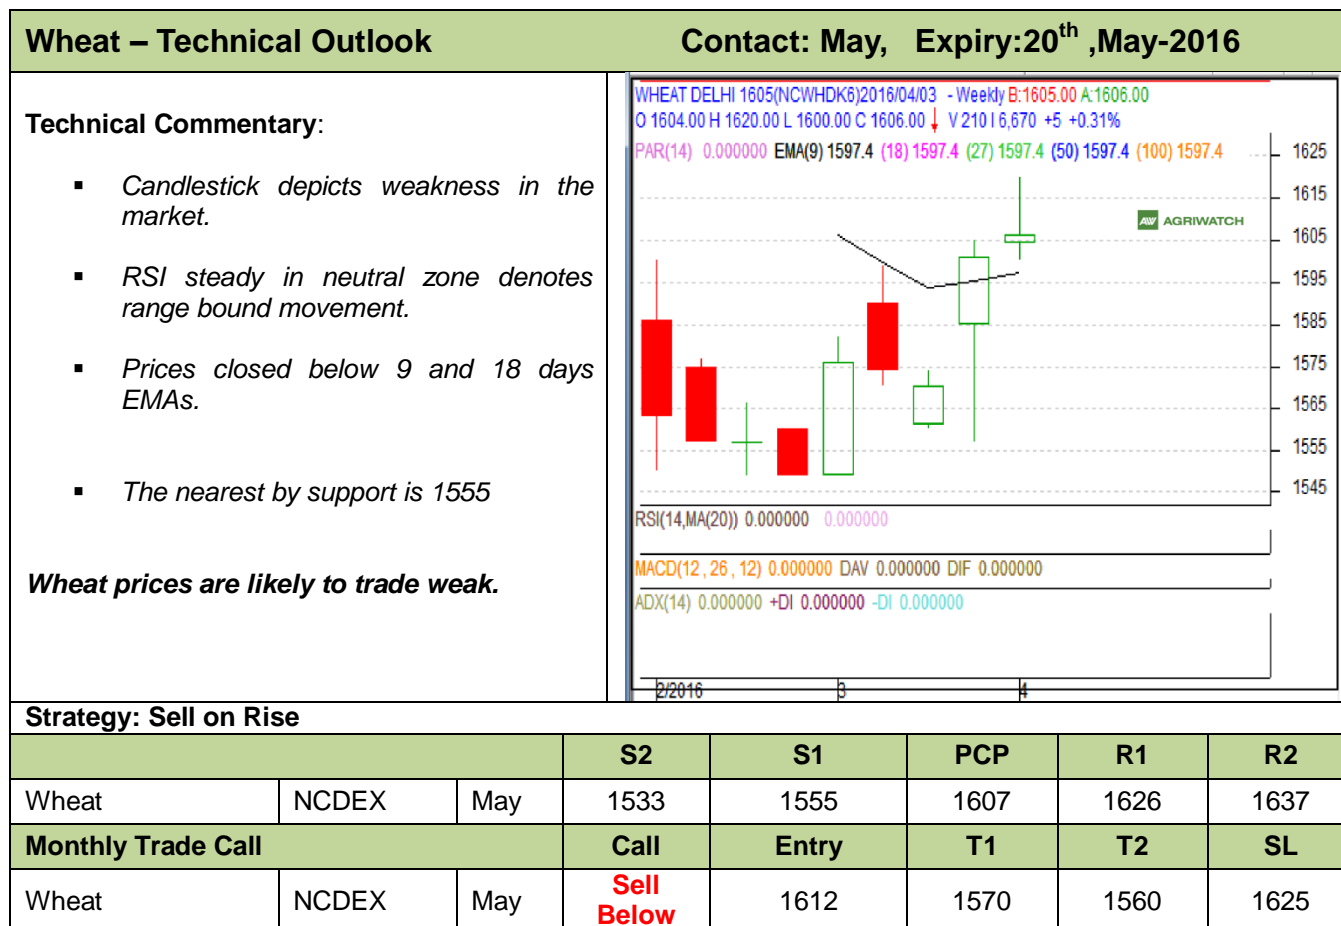 Wheat – Technical Outlook Contact: May, Expiry:20th ,May-2016
Technical Commentary:
▪ Candlestick depicts weakness in the
market.
▪ RSI steady in neutral zone denotes
range bound movement.
▪ Prices closed below 9 and 18 days
EMAs.
▪ The nearest by support is 1555
Wheat prices are likely to trade weak.
WHEAT DELHI 1605(NCWHDK6)2016/04/03 - Weekly B:1605.00 A:1606.00
O 1604.00 H 1620.00 L 1600.00 C 1606.00 ↓ V 210 I 6,670 +5 +0.31%
PAR(14) 0.000000 EMA(9) 1597.4 (18) 1597.4 (27) 1597.4 (50) 1597.4 (100) 1597.4
1625
1615
AW AGRIWATCH
1605
1595
1585
1575
1565
1555
1545
RSI(14,MA(20)) 0.000000 0.000000
MACD(12 , 26 , 12) 0.000000 DAV 0.000000 DIF 0.000000
ADX(14) 0.000000 +DI 0.000000 -DI 0.000000
2/2016 3 4
Strategy: Sell on Rise
S2 S1 PCP R1 R2
Wheat NCDEX May 1533 1555 1607 1626 1637
Monthly Trade Call Call Entry T1 T2 SL
Wheat NCDEX May Sell Below 1612 1570 1560 1625